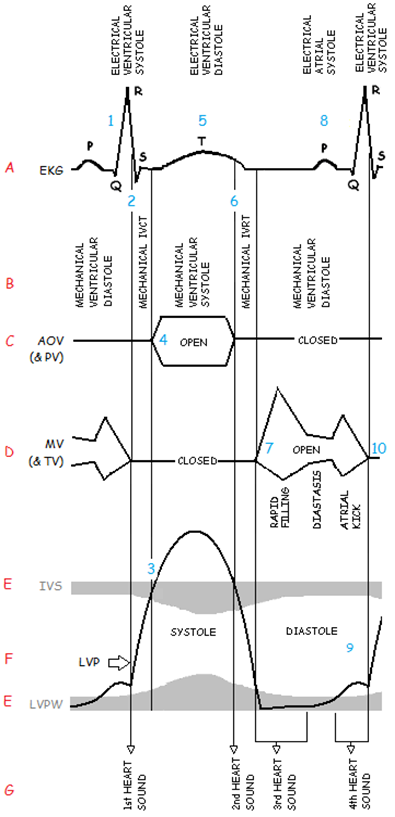 ELECTRICAL
VENTRICULAR
SYSTOLE
ELECTRICAL
VENTRICULAR
DIASTOLE
ELECTRICAL
ATRIAL
SYSTOLE
ELECTRICAL
VENTRICULAR
SYSTOLE
R
R
1
5
8
P
T
P
S
S
A
EKG
Q
Q
2
6
B
MECHANICAL
VENTRICULAR
DIASTOLE
MECHANICAL IVCT
MECHANICAL
VENTRICULAR
SYSTOLE
MECHANICAL IVRT
MECHANICAL
VENTRICULAR
DIASTOLE
C
AOV
(& PV)
4
OPEN
CLOSED
D
MV
(& TV)
CLOSED
7
OPEN
10
RAPID
FILLING
DIASTASIS
ATRIAL
KICK
3
E
IVS
SYSTOLE
DIASTOLE
9
F
LVP
E
LVPW
G
1st HEART
SOUND
2nd HEART
SOUND
3rd HEART
SOUND
4th HEART
SOUND